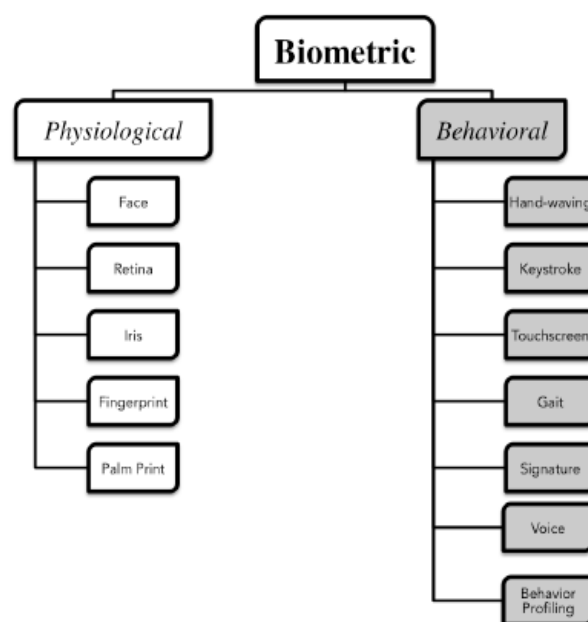 Biometric
Physiological
Behavioral
Face
Hand-waving
Retina
Keystroke
Iris
Touchscreen
Fingerprint
Gait
Palm Print
Signature
Voice
Behavior
Profiling